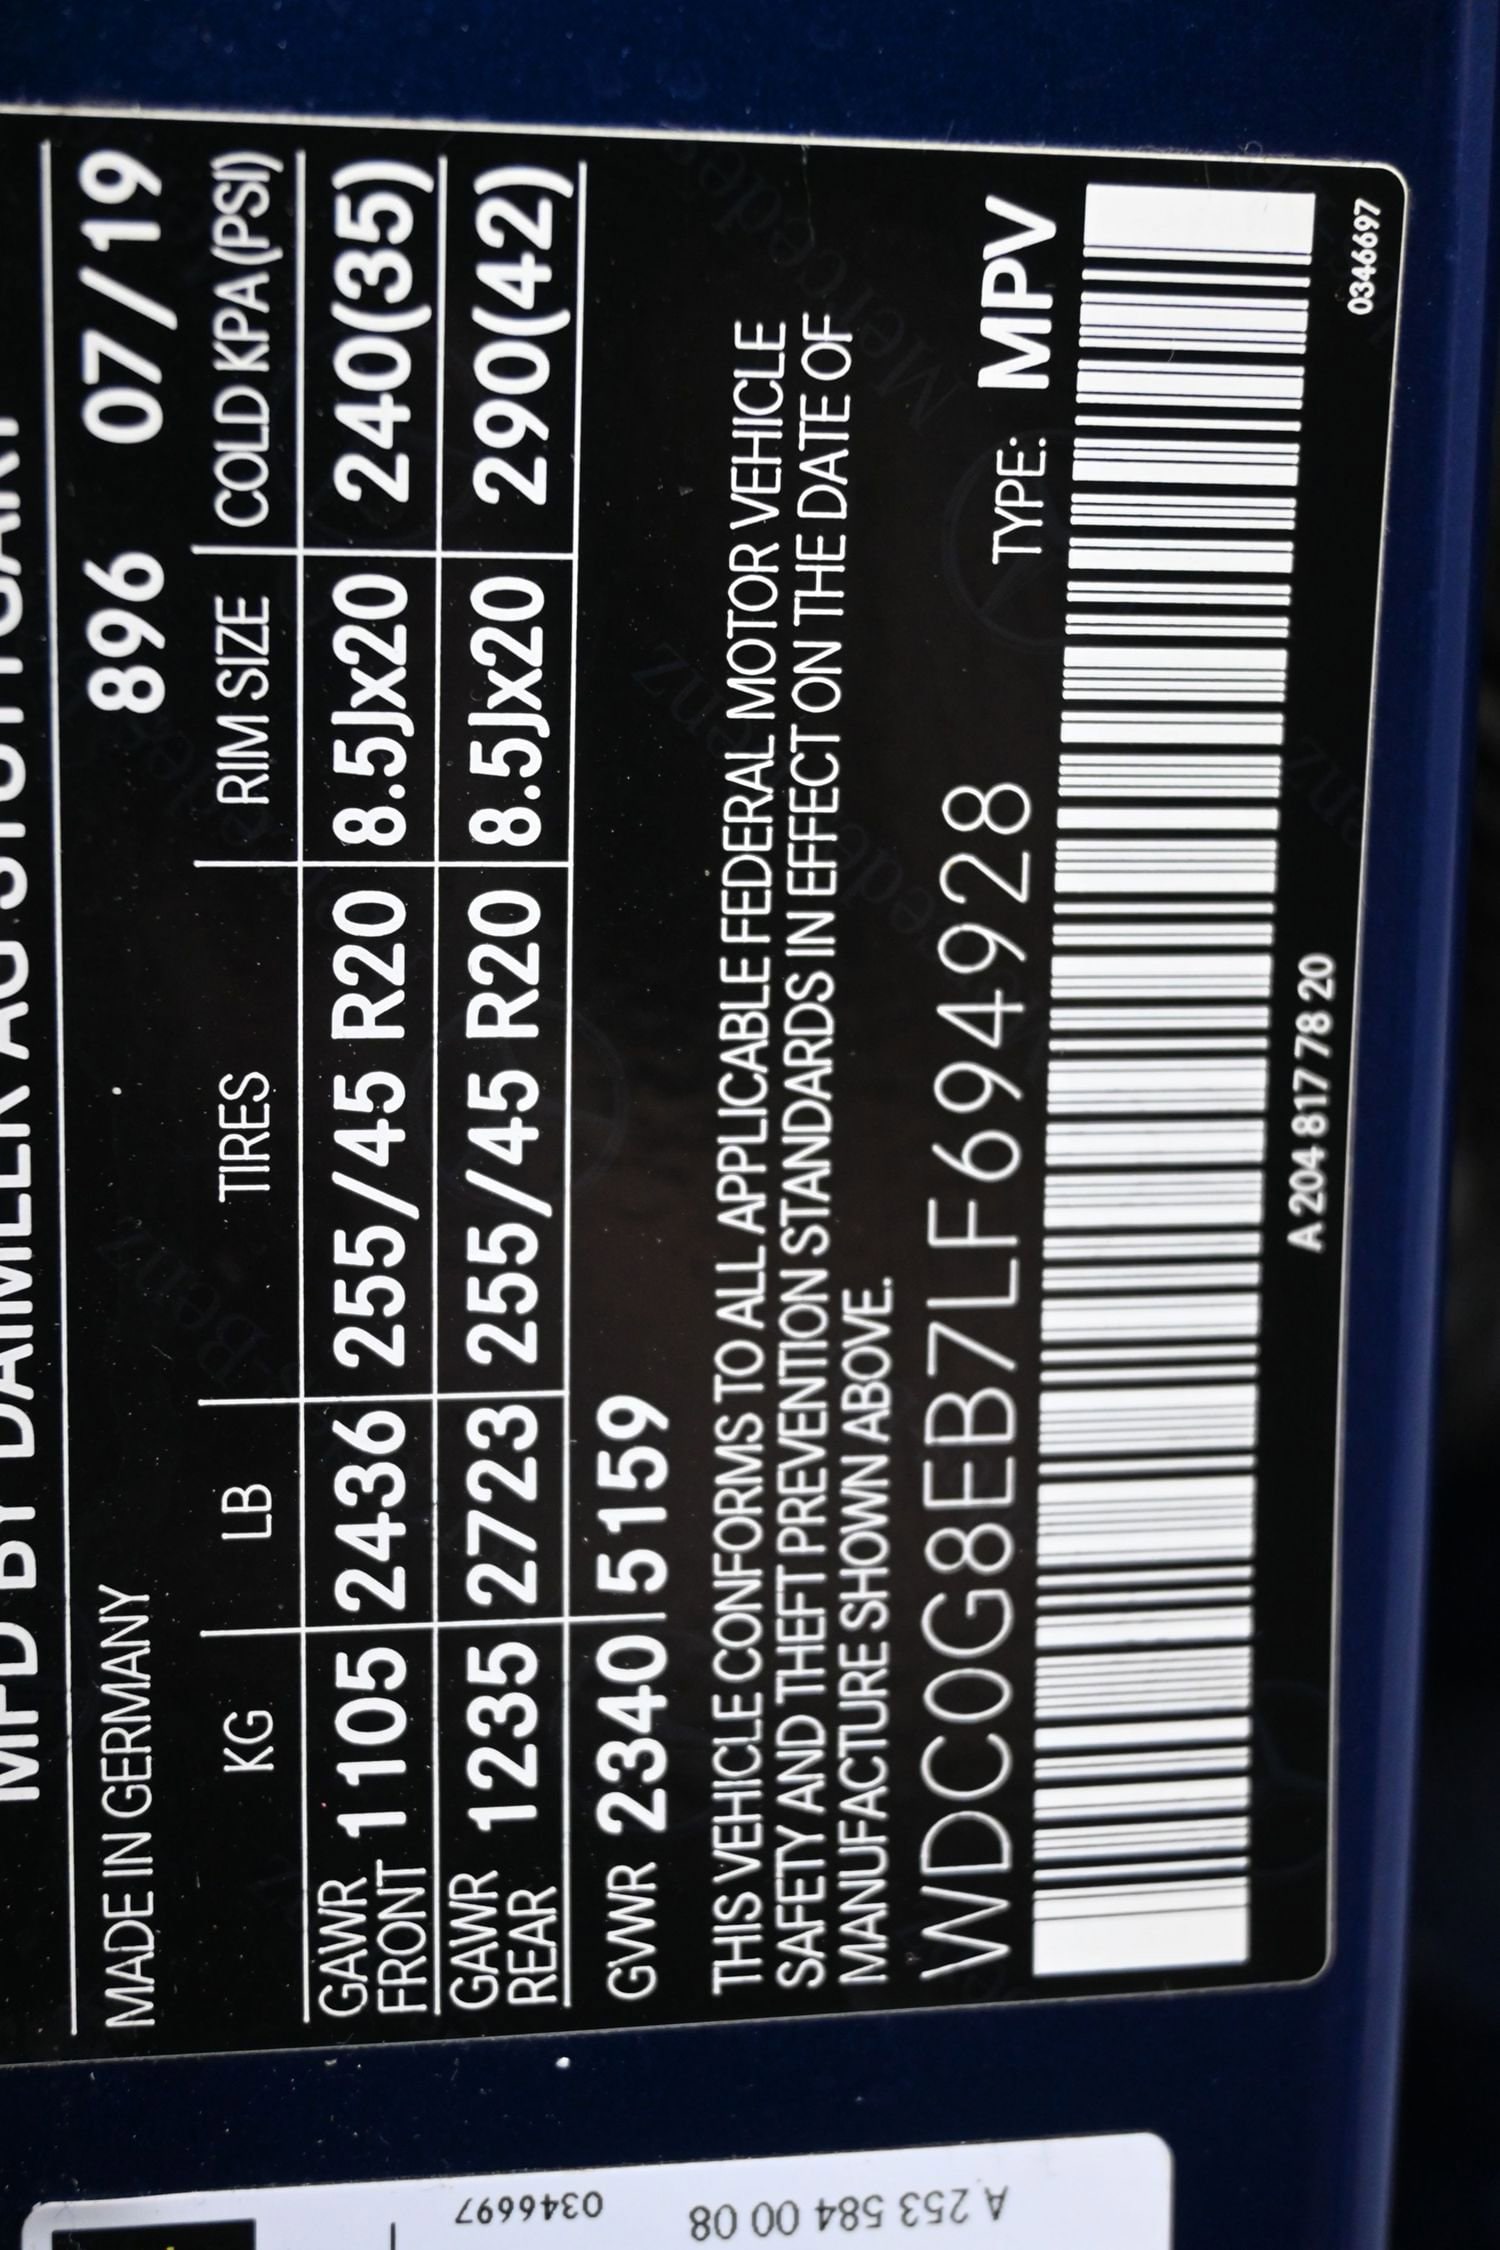 MFD BY DAIMLER AG STUTTGART
MADE IN GERMANY 896 07/19
KG LB TIRES RIM SIZE COLD KPA (PSI)
GAWR FRONT 1105 2436 255/45 R20 8.5Jx20 240(35)
GAWR REAR 1235 2723 255/45 R20 8.5Jx20 290(42)
GVWR 2340 5159
THIS VEHICLE CONFORMS TO ALL APPLICABLE FEDERAL MOTOR VEHICLE
SAFETY AND THEFT PREVENTION STANDARDS IN EFFECT ON THE DATE OF
MANUFACTURE SHOWN ABOVE.
WDC0G8EB7LF694928 TYPE: MPV
A 204 817 78 20
0346697
0346697
A 253 584 00 08